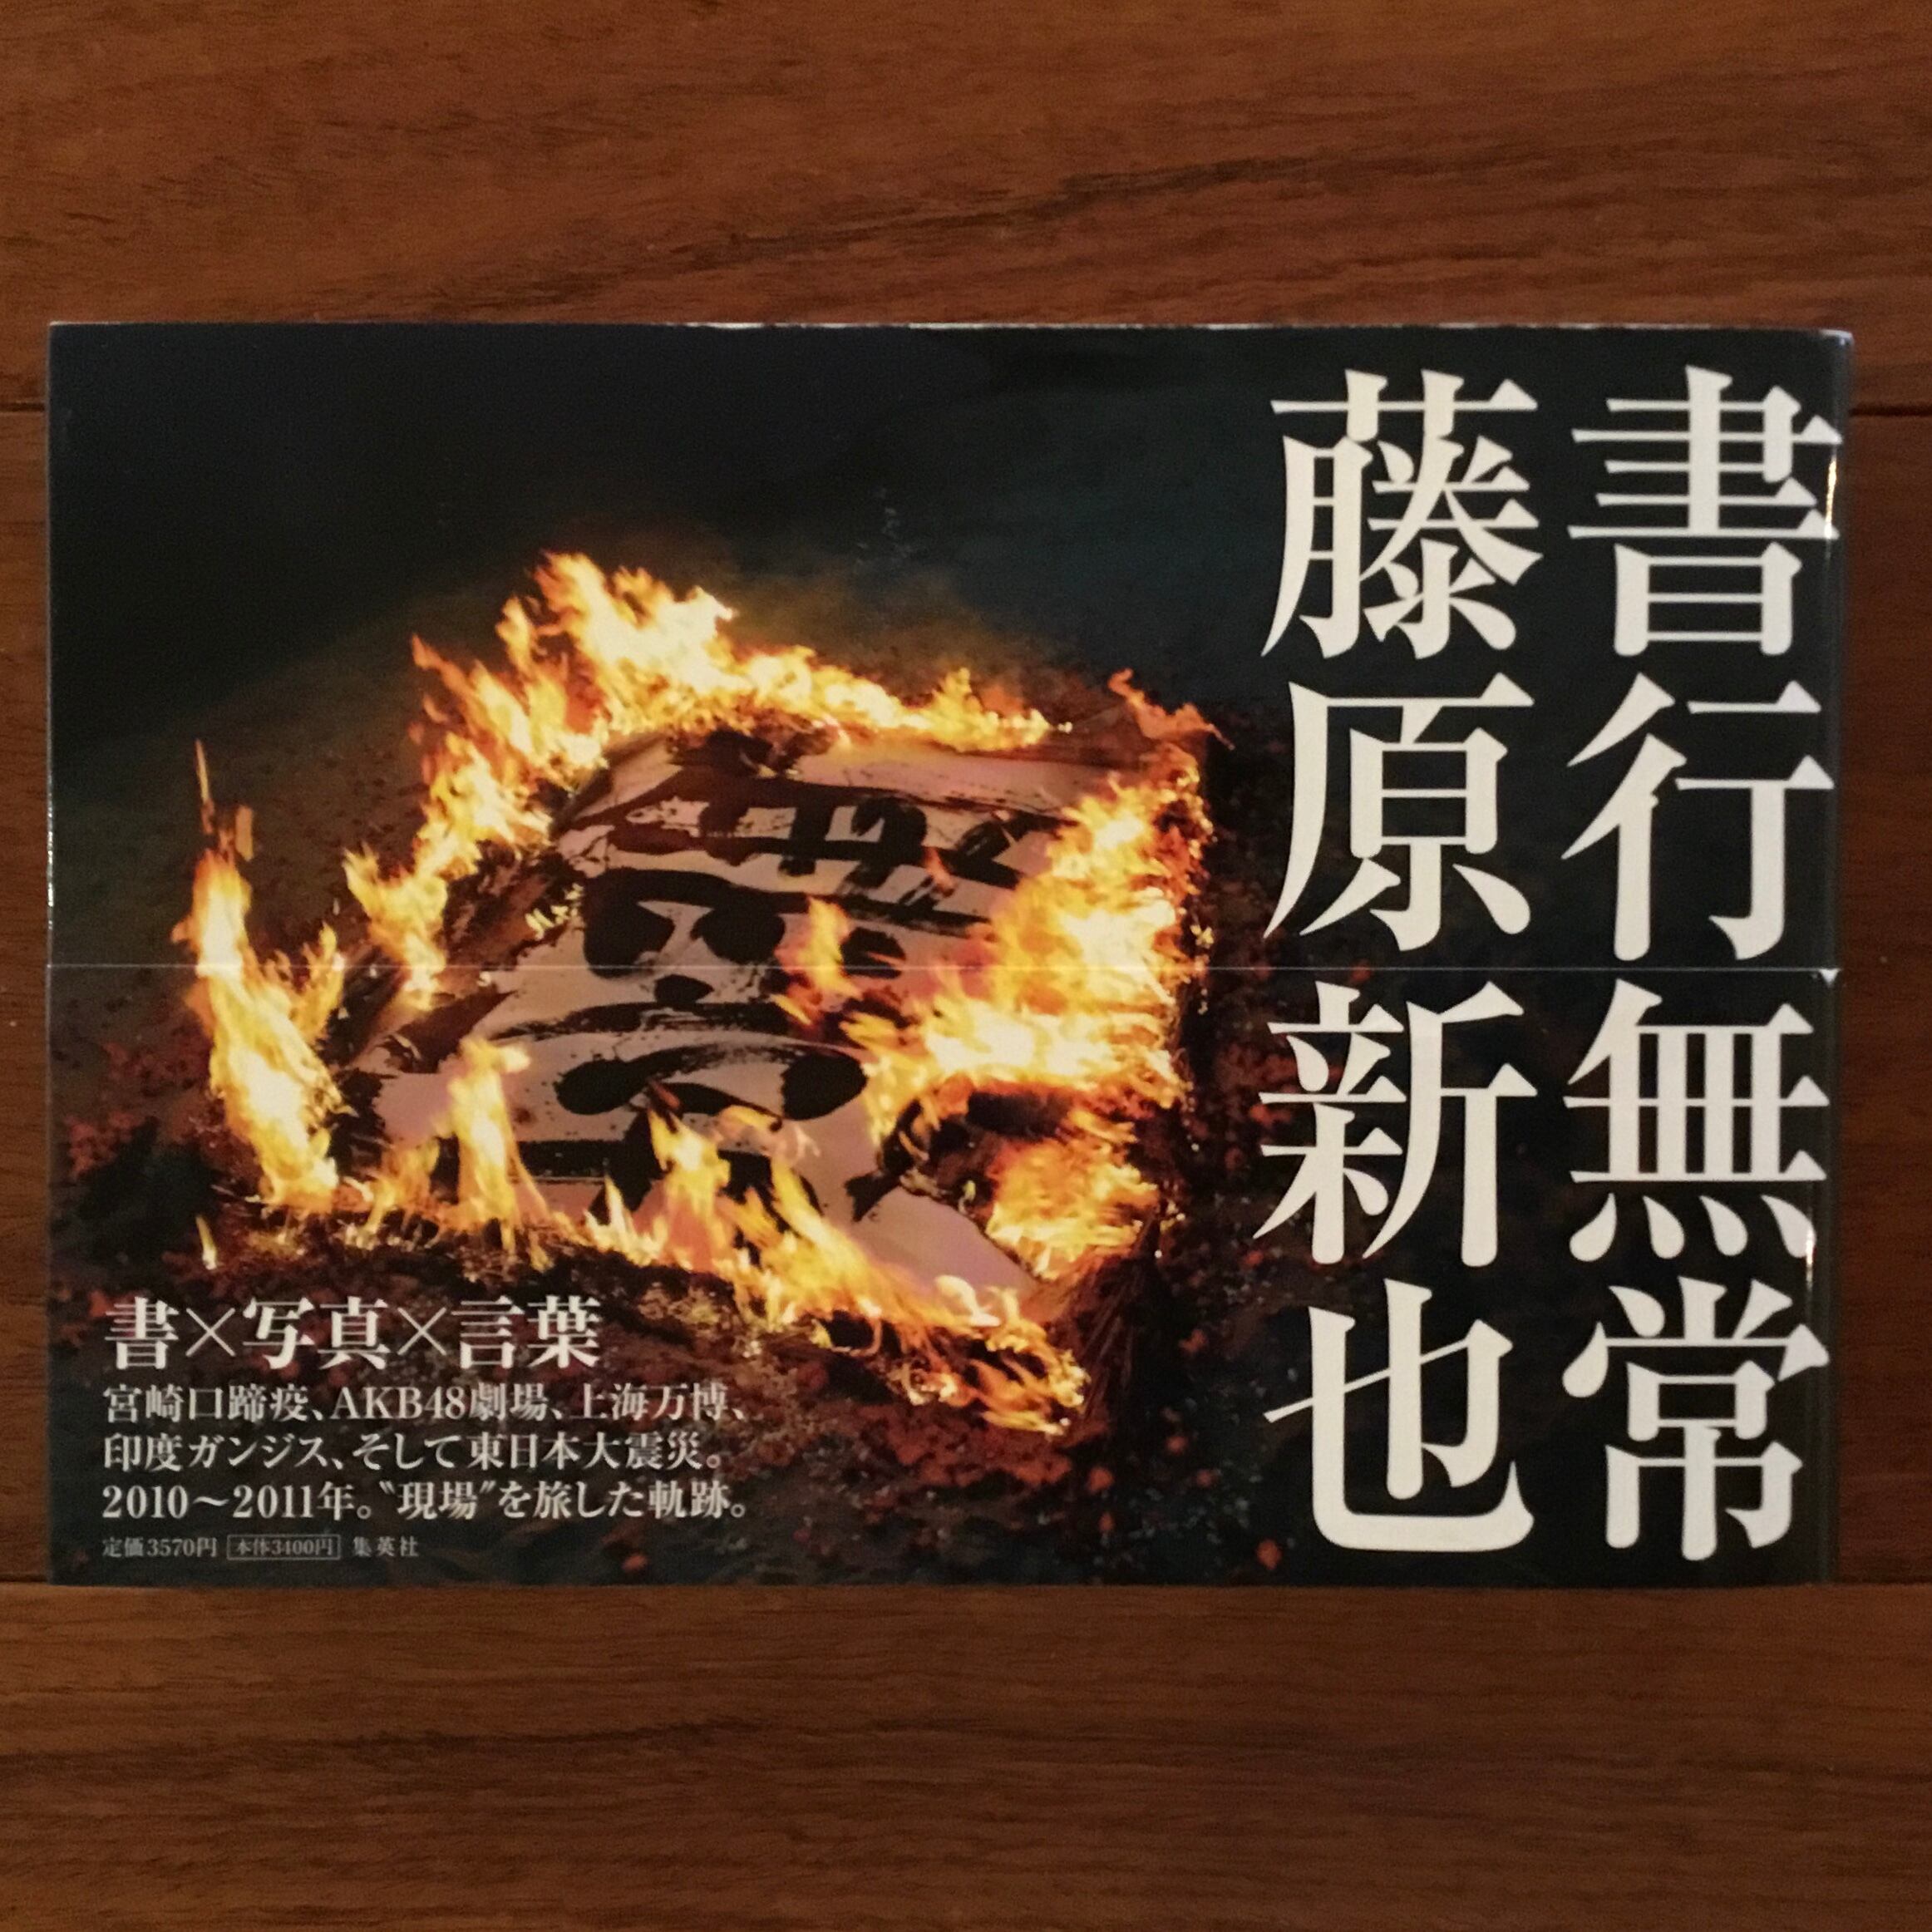 書行無常
藤原新也
書×写真×言葉
宮崎口蹄疫、AKB48劇場、上海万博、
印度ガンジス、そして東日本大震災。
2010〜2011年。〝現場〟を旅した軌跡。
定価3570円 本体3400円 集英社